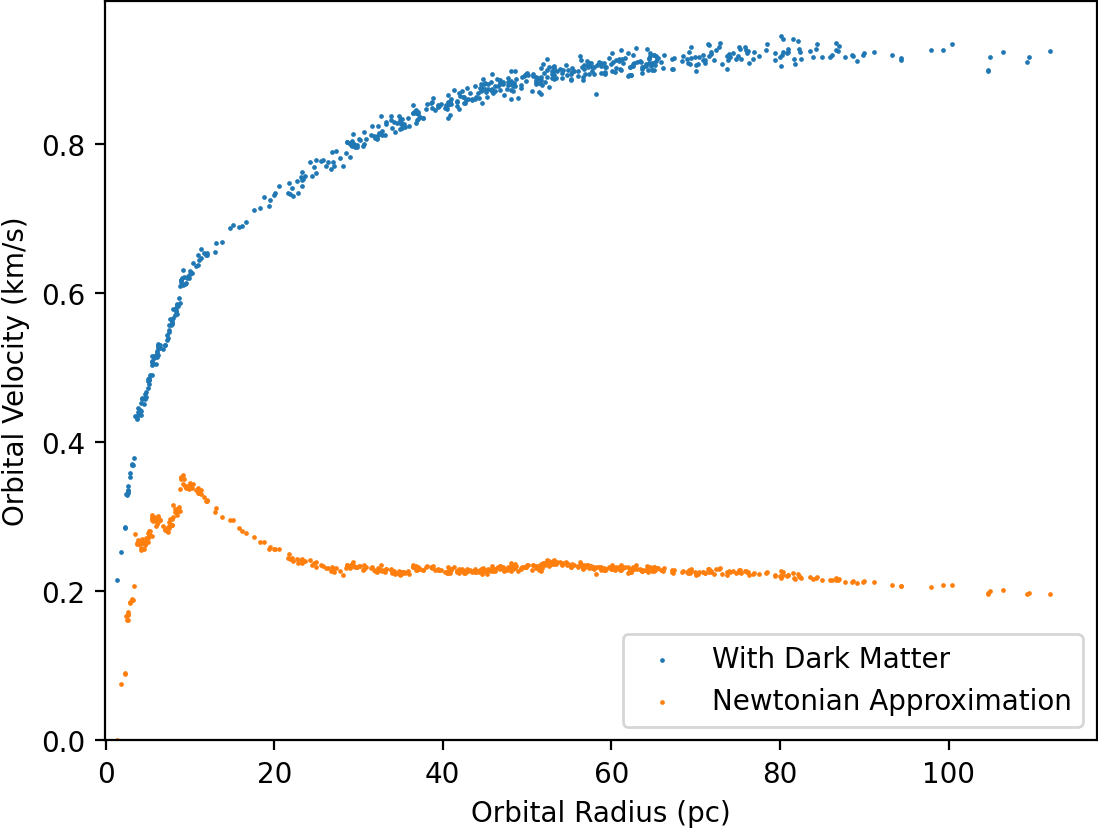 Orbital Velocity (km/s)
0.8
0.6
0.4
0.2
0.0
With Dark Matter
Newtonian Approximation
0 20 40 60 80 100
Orbital Radius (pc)